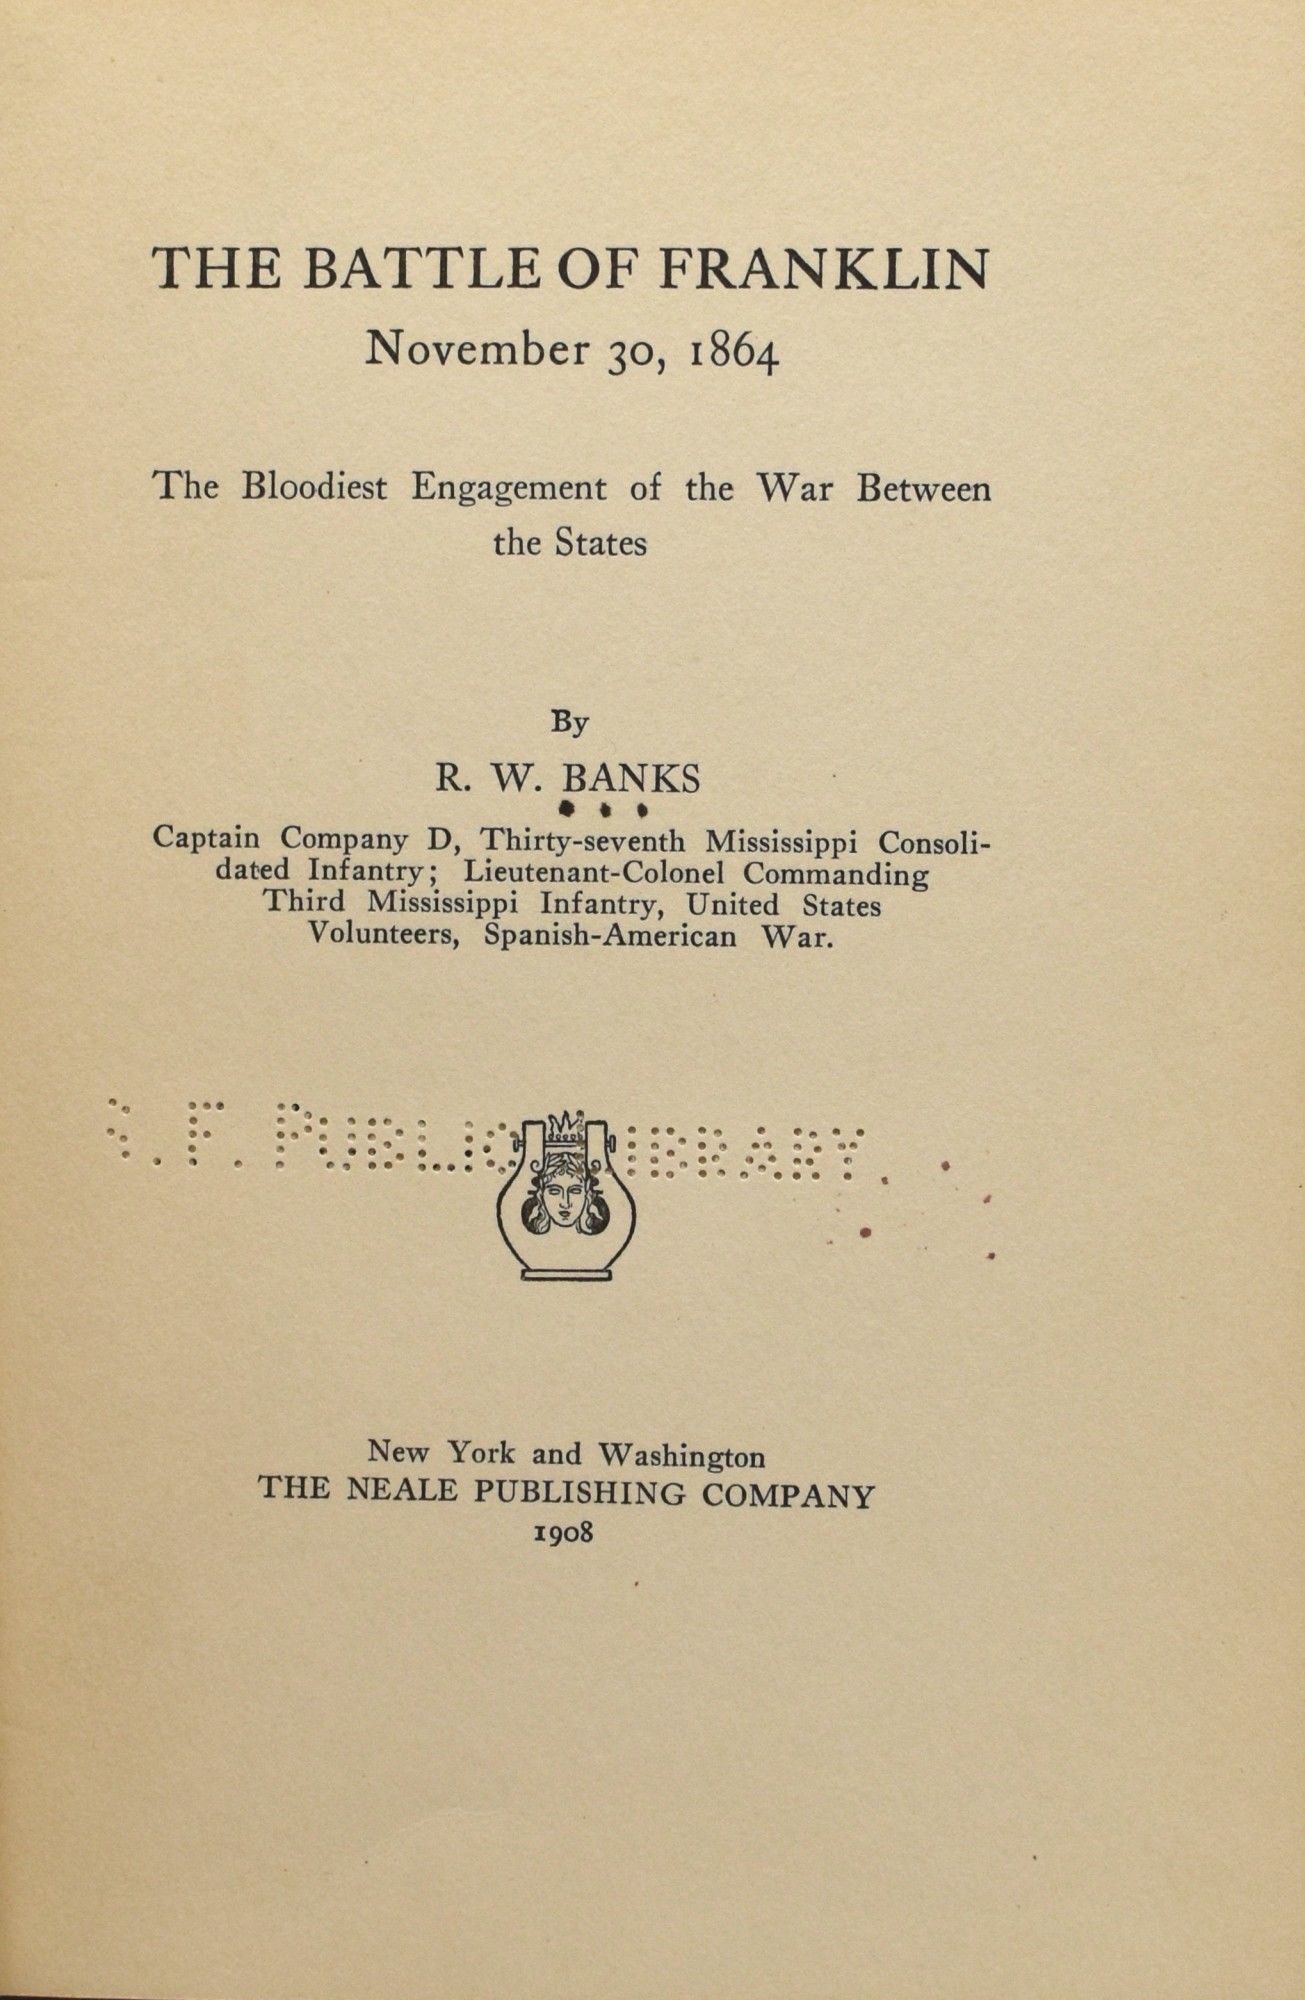 THE BATTLE OF FRANKLIN
November 30, 1864
The Bloodiest Engagement of the War Between
the States
By
R. W. BANKS
Captain Company D, Thirty-seventh Mississippi Consoli-
dated Infantry; Lieutenant-Colonel Commanding
Third Mississippi Infantry, United States
Volunteers, Spanish-American War.
S. F. PUBLIC LIBRARY.
New York and Washington
THE NEALE PUBLISHING COMPANY
1908